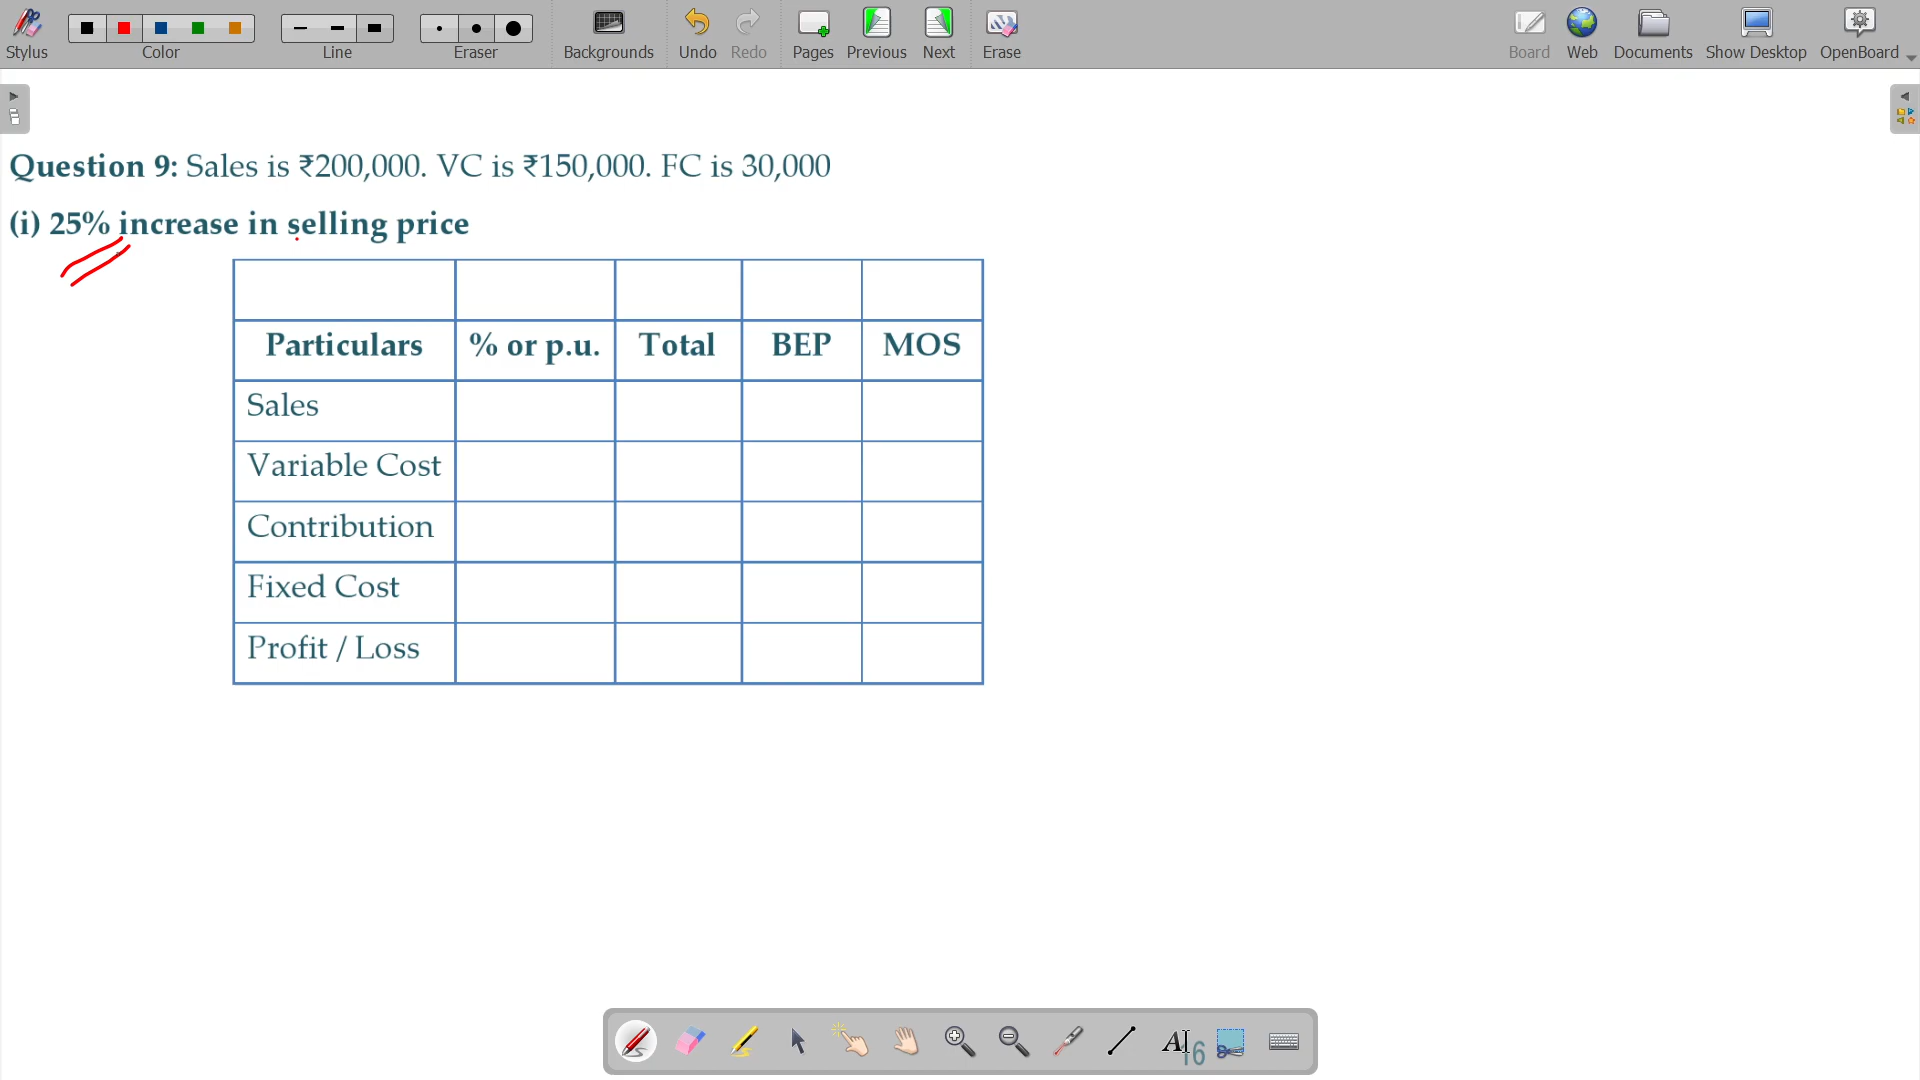 Stylus Color Line Eraser Backgrounds Undo Redo Pages Previous Next Erase Board Web Documents Show Desktop OpenBoard
Question 9: Sales is ₹200,000. VC is ₹150,000. FC is 30,000
(i) 25% increase in selling price
Particulars % or p.u. Total BEP MOS
Sales
Variable Cost
Contribution
Fixed Cost
Profit / Loss
16